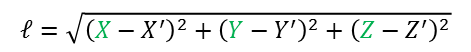 ℓ = √(X − X′)² + (Y − Y′)² + (Z − Z′)²